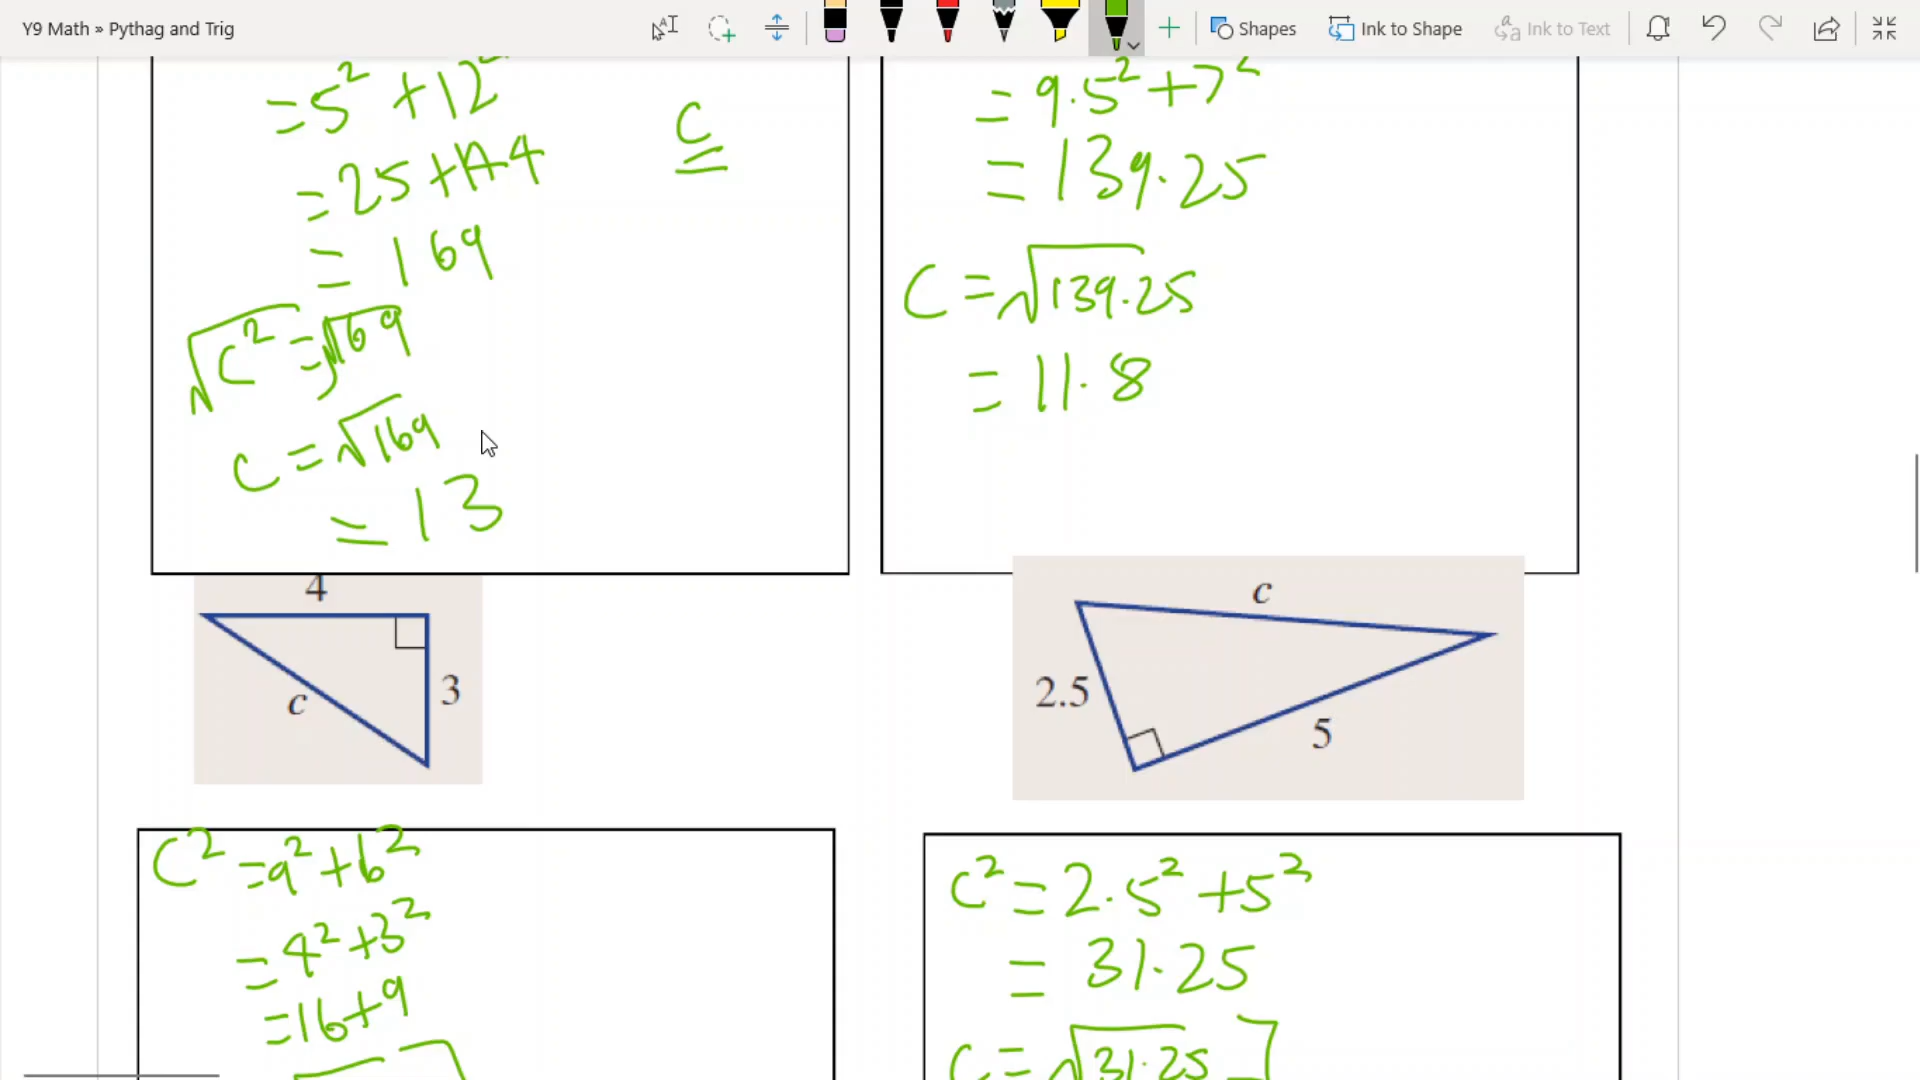 Y9 Math » Pythag and Trig
Shapes
Ink to Shape
Ink to Text
= 5² + 12²
= 25 + 144
= 169
√C² = √169
C = √169
= 13
C
= 9.5² + 7²
= 139.25
C = √139.25
= 11.8
4
c
3
c
2.5
5
C² = a² + b²
= 4² + 3²
= 16 + 9
C² = 2.5² + 5²
= 31.25
C = √31.25